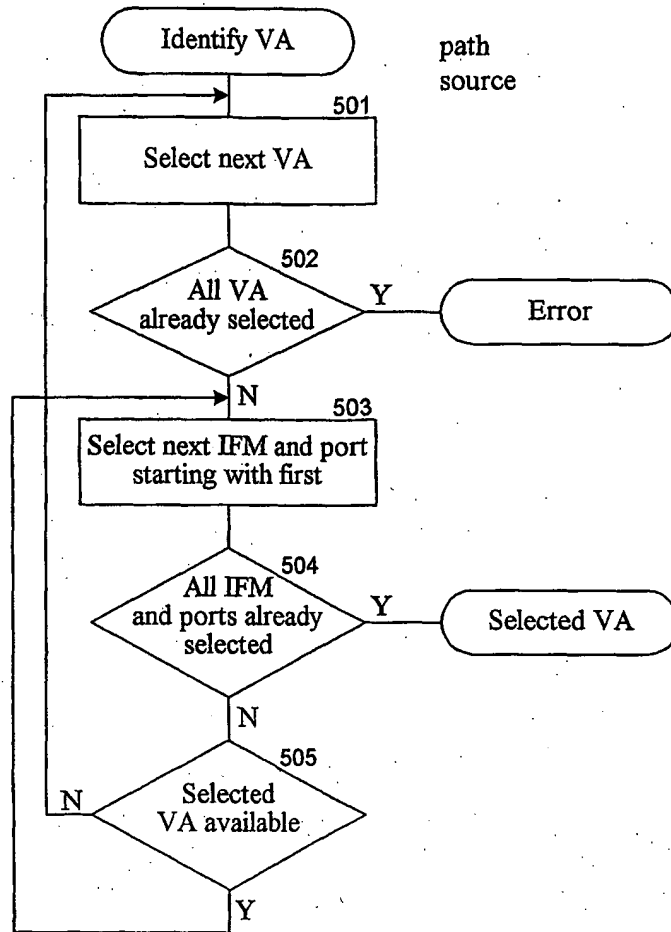 Identify VA
path
source
501
Select next VA
502
All VA
already selected
Y
Error
N
503
Select next IFM and port
starting with first
504
All IFM
and ports already
selected
Y
Selected VA
N
505
Selected
VA available
N
Y